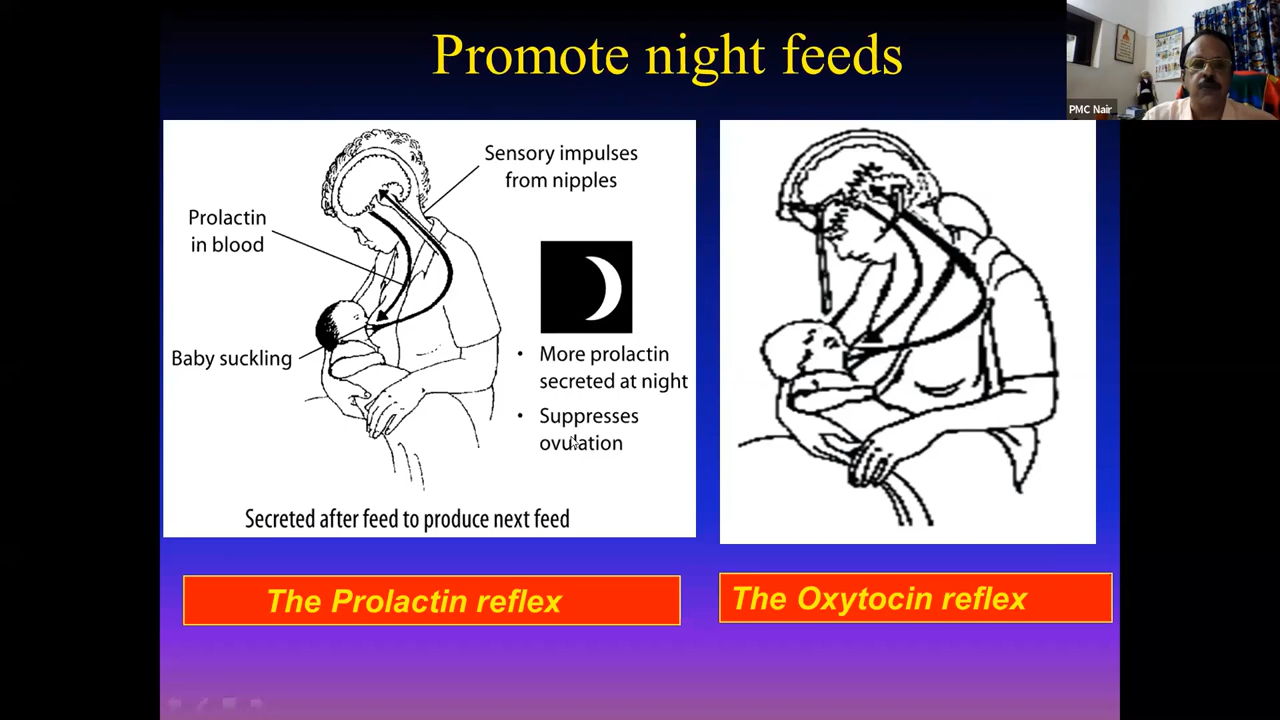 Promote night feeds
PMC Nair
Sensory impulses
from nipples
Prolactin
in blood
Baby suckling
• More prolactin
secreted at night
• Suppresses
ovulation
Secreted after feed to produce next feed
The Prolactin reflex
The Oxytocin reflex